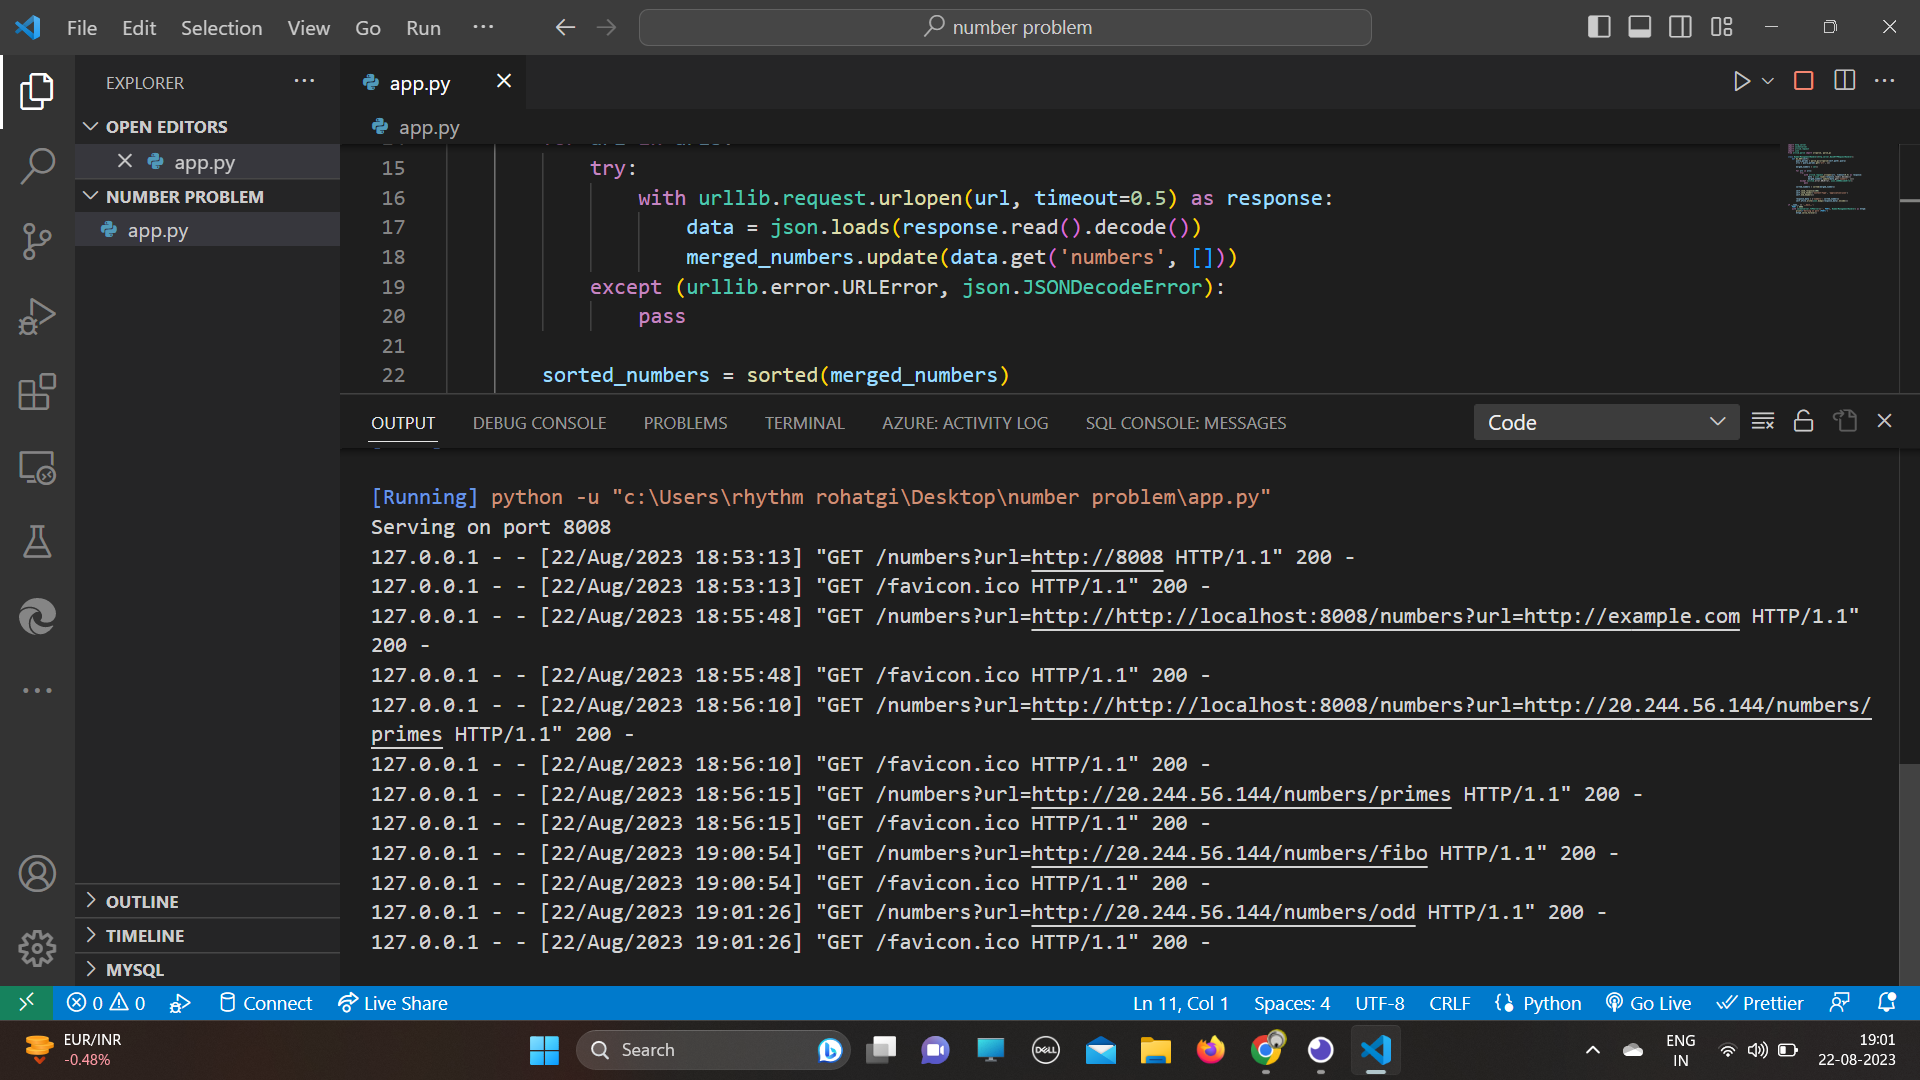 File Edit Selection View Go Run ··· number problem
EXPLORER
OPEN EDITORS
app.py
NUMBER PROBLEM
app.py
OUTLINE
TIMELINE
MYSQL
app.py
app.py
15 try:
16 with urllib.request.urlopen(url, timeout=0.5) as response:
17 data = json.loads(response.read().decode())
18 merged_numbers.update(data.get('numbers', []))
19 except (urllib.error.URLError, json.JSONDecodeError):
20 pass
21
22 sorted_numbers = sorted(merged_numbers)
OUTPUT DEBUG CONSOLE PROBLEMS TERMINAL AZURE: ACTIVITY LOG SQL CONSOLE: MESSAGES Code
[Running] python -u "c:\Users\rhythm rohatgi\Desktop\number problem\app.py"
Serving on port 8008
127.0.0.1 - - [22/Aug/2023 18:53:13] "GET /numbers?url=http://8008 HTTP/1.1" 200 -
127.0.0.1 - - [22/Aug/2023 18:53:13] "GET /favicon.ico HTTP/1.1" 200 -
127.0.0.1 - - [22/Aug/2023 18:55:48] "GET /numbers?url=http://http://localhost:8008/numbers?url=http://example.com HTTP/1.1"
200 -
127.0.0.1 - - [22/Aug/2023 18:55:48] "GET /favicon.ico HTTP/1.1" 200 -
127.0.0.1 - - [22/Aug/2023 18:56:10] "GET /numbers?url=http://http://localhost:8008/numbers?url=http://20.244.56.144/numbers/
primes HTTP/1.1" 200 -
127.0.0.1 - - [22/Aug/2023 18:56:10] "GET /favicon.ico HTTP/1.1" 200 -
127.0.0.1 - - [22/Aug/2023 18:56:15] "GET /numbers?url=http://20.244.56.144/numbers/primes HTTP/1.1" 200 -
127.0.0.1 - - [22/Aug/2023 18:56:15] "GET /favicon.ico HTTP/1.1" 200 -
127.0.0.1 - - [22/Aug/2023 19:00:54] "GET /numbers?url=http://20.244.56.144/numbers/fibo HTTP/1.1" 200 -
127.0.0.1 - - [22/Aug/2023 19:00:54] "GET /favicon.ico HTTP/1.1" 200 -
127.0.0.1 - - [22/Aug/2023 19:01:26] "GET /numbers?url=http://20.244.56.144/numbers/odd HTTP/1.1" 200 -
127.0.0.1 - - [22/Aug/2023 19:01:26] "GET /favicon.ico HTTP/1.1" 200 -
0 0 Connect Live Share Ln 11, Col 1 Spaces: 4 UTF-8 CRLF Python Go Live Prettier
EUR/INR
-0.48%
Search
DELL
ENG
IN
19:01
22-08-2023